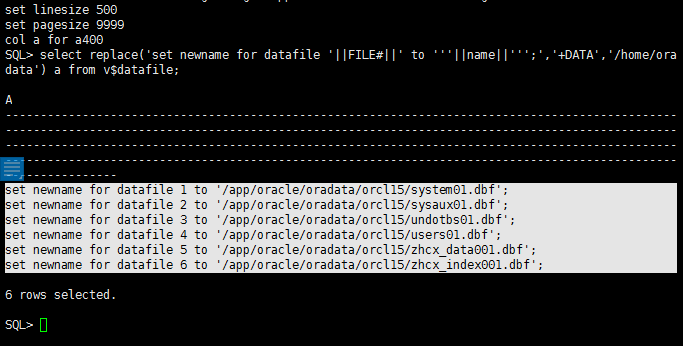 set linesize 500
set pagesize 9999
col a for a400
SQL> select replace('set newname for datafile '||FILE#||' to '''||name||''';','+DATA','/home/ora
data') a from v$datafile;
A
------------------------------------------------------------------------------------------------
------------------------------------------------------------------------------------------------
------------------------------------------------------------------------------------------------
------------------------------------------------------------------------------------------------
----------------
set newname for datafile 1 to '/app/oracle/oradata/orcl15/system01.dbf';
set newname for datafile 2 to '/app/oracle/oradata/orcl15/sysaux01.dbf';
set newname for datafile 3 to '/app/oracle/oradata/orcl15/undotbs01.dbf';
set newname for datafile 4 to '/app/oracle/oradata/orcl15/users01.dbf';
set newname for datafile 5 to '/app/oracle/oradata/orcl15/zhcx_data001.dbf';
set newname for datafile 6 to '/app/oracle/oradata/orcl15/zhcx_index001.dbf';
6 rows selected.
SQL>